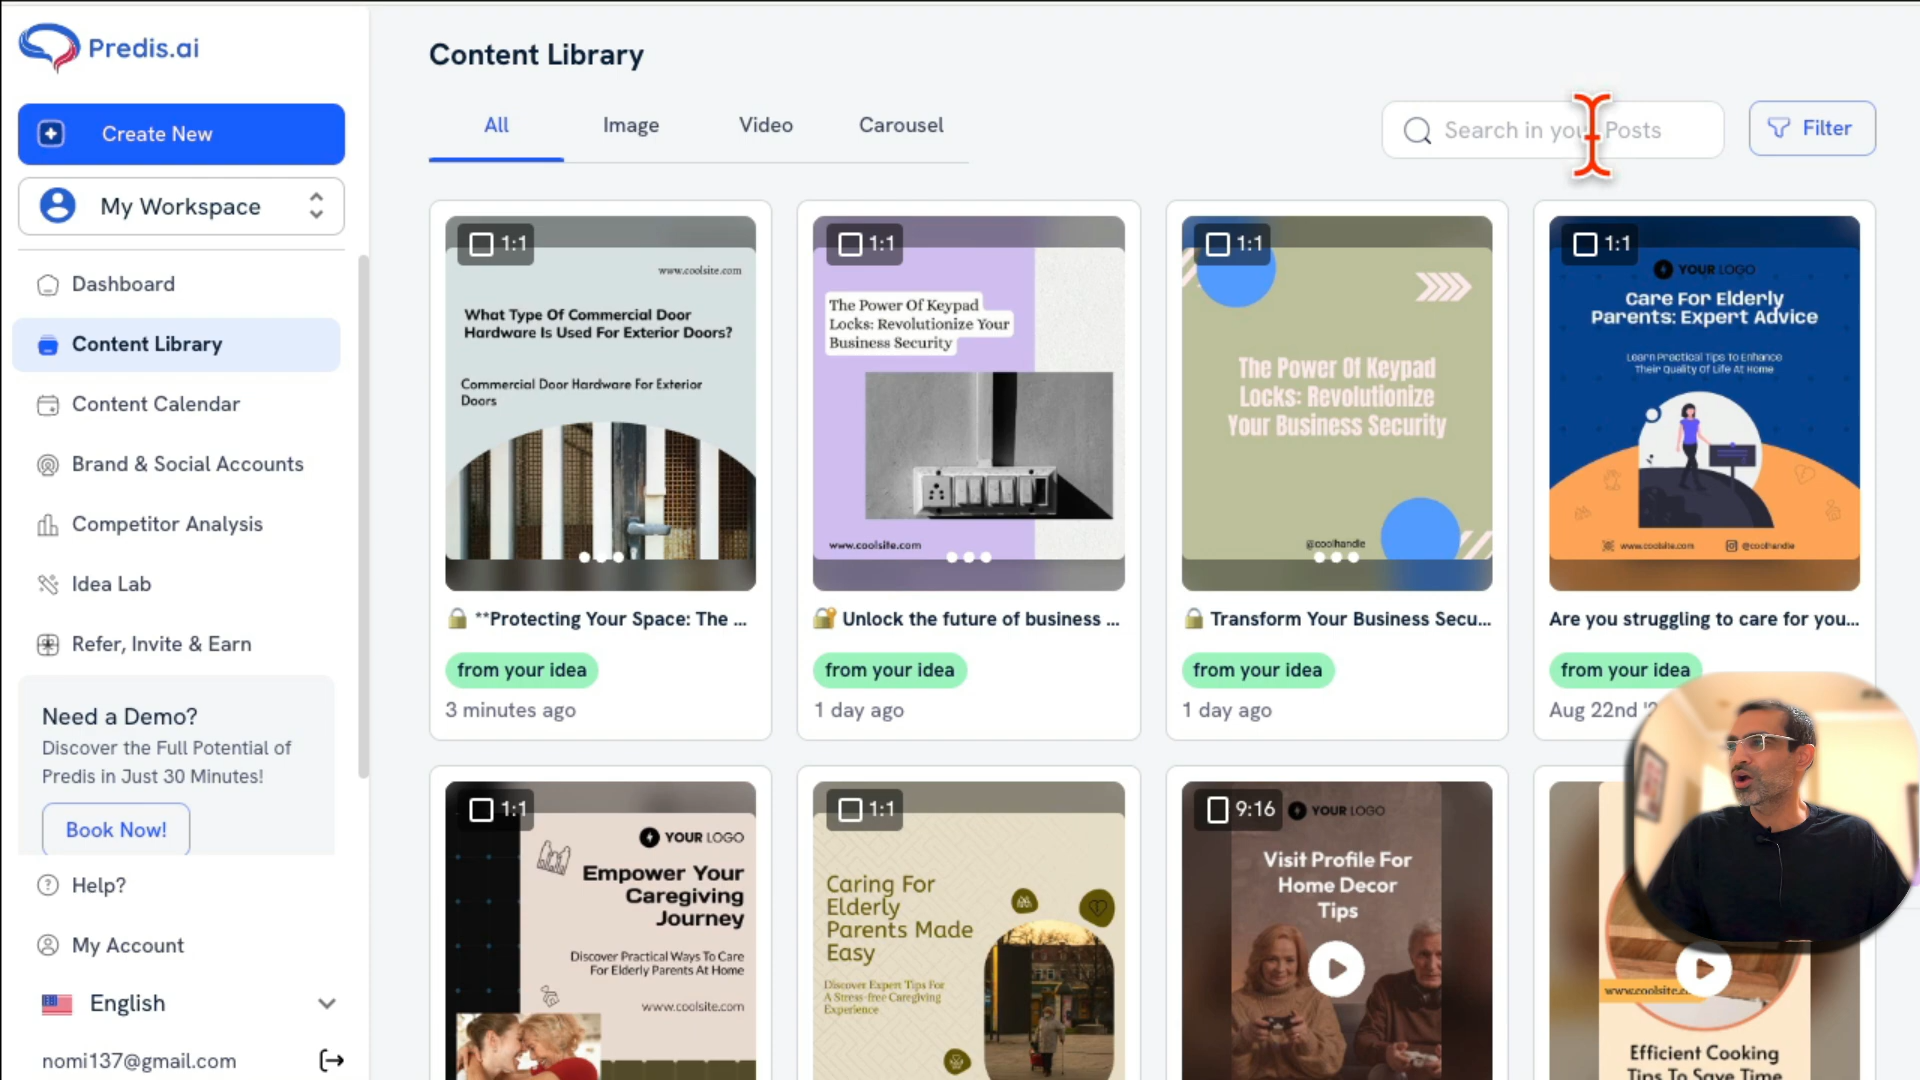 Predis.ai
Create New
My Workspace
Dashboard
Content Library
Content Calendar
Brand & Social Accounts
Competitor Analysis
Idea Lab
Refer, Invite & Earn
Need a Demo?
Discover the Full Potential of
Predis in Just 30 Minutes!
Book Now!
Help?
My Account
English
nomi137@gmail.com
Content Library
All
Image
Video
Carousel
Search in your Posts
Filter
1:1
www.coolsite.com
What Type Of Commercial Door
Hardware Is Used For Exterior Doors?
Commercial Door Hardware For Exterior
Doors
🔒 **Protecting Your Space: The ...
from your idea
3 minutes ago
1:1
The Power Of Keypad
Locks: Revolutionize Your
Business Security
www.coolsite.com
🔐 Unlock the future of business ...
from your idea
1 day ago
1:1
The Power Of Keypad
Locks: Revolutionize
Your Business Security
@coolhandle
🔒 Transform Your Business Secu...
from your idea
1 day ago
1:1
YOUR LOGO
Care For Elderly
Parents: Expert Advice
Learn Practical Tips To Enhance
Their Quality Of Life At Home
www.coolsite.com
@coolhandle
Are you struggling to care for you...
from your idea
Aug 22nd
1:1
YOUR LOGO
Empower Your
Caregiving
Journey
Discover Practical Ways To Care
For Elderly Parents At Home
www.coolsite.com
1:1
Caring For
Elderly
Parents Made
Easy
Discover Expert Tips For
A Stress-free Caregiving
Experience
9:16
YOUR LOGO
Visit Profile For
Home Decor
Tips
www.coolsite.c
Efficient Cooking
Tips To Save Time